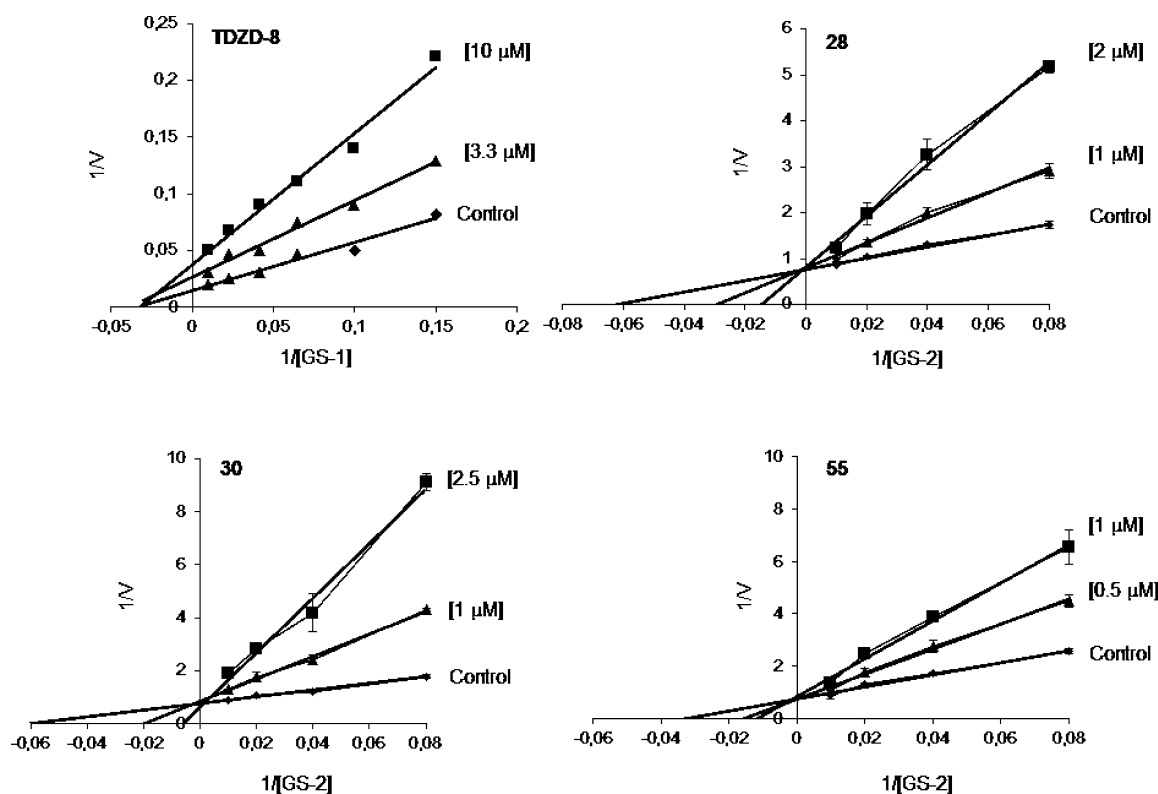 TDZD-8
0,25
0,2
0,15
0,1
0,05
0
1/V
[10 µM]
[3.3 µM]
Control
-0,05 0 0,05 0,1 0,15 0,2
1/[GS-1]
28
6
5
4
3
2
1
0
1/V
[2 µM]
[1 µM]
Control
-0,08 -0,06 -0,04 -0,02 0 0,02 0,04 0,06 0,08
1/[GS-2]
30
10
8
6
4
2
0
1/V
[2.5 µM]
[1 µM]
Control
-0,06 -0,04 -0,02 0 0,02 0,04 0,06 0,08
1/[GS-2]
55
10
8
6
4
2
0
1/V
[1 µM]
[0.5 µM]
Control
-0,06 -0,04 -0,02 0 0,02 0,04 0,06 0,08
1/[GS-2]